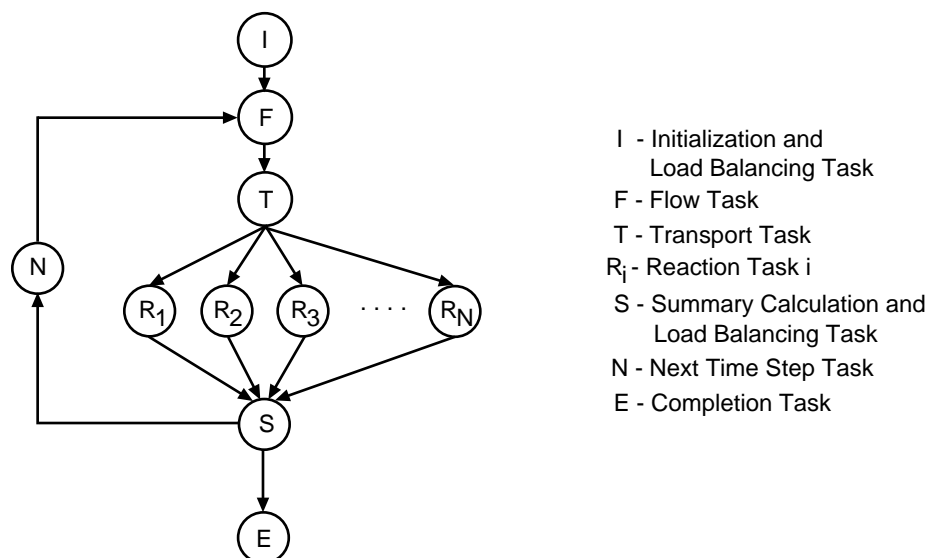 I
F
T
N
R1 R2 R3 . . . . RN
S
E
I - Initialization and
Load Balancing Task
F - Flow Task
T - Transport Task
Ri - Reaction Task i
S - Summary Calculation and
Load Balancing Task
N - Next Time Step Task
E - Completion Task